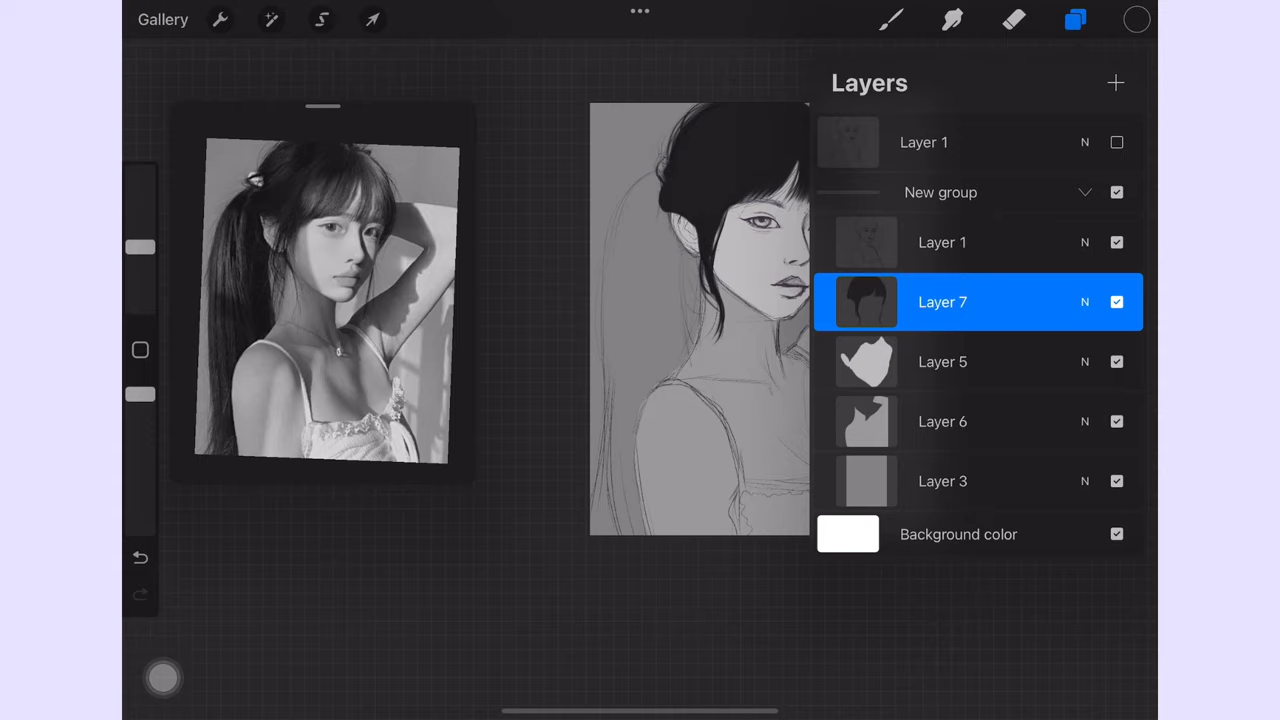 Gallery
Layers
Layer 1 N
New group
Layer 1 N
Layer 7 N
Layer 5 N
Layer 6 N
Layer 3 N
Background color